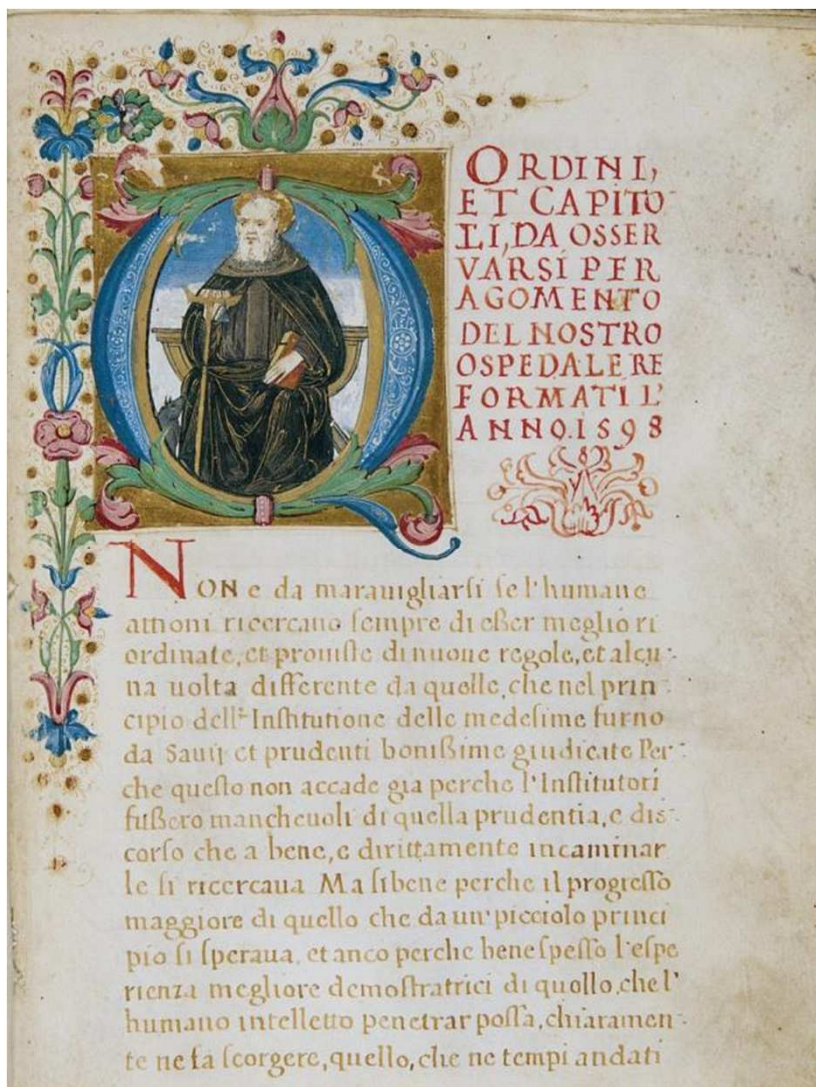 ORDINI,
ET CAPITO
LI, DA OSSER
VARSI PER
AGOMENTO
DEL NOSTRO
OSPEDALE RE
FORMATI L'
ANNO. 1598
NON e da marauigliarsi se l'humane
attioni ricercano sempre di eßer meglio ri
ordinate, et prouiste di nuoue regole, et alcu-
na uolta differente da quelle, che nel prin
cipio dell' Institutione delle medesime furno
da Sauij et prudenti bonißime giudicate Per-
che questo non accade gia perche l'Institutori
fußero mancheuoli di quella prudentia, e dis-
corso che a bene, e dirittamente incaminar
le si ricercaua Ma sibene perche il progresso
maggiore di quello che da un' picciolo princi
pio si speraua, et anco perche bene spesso l'espe
rienza megliore demostratrici di quollo, che l'
humano intelletto penetrar possa, chiaramen-
te ne fa scorgere, quello, che ne tempi andati